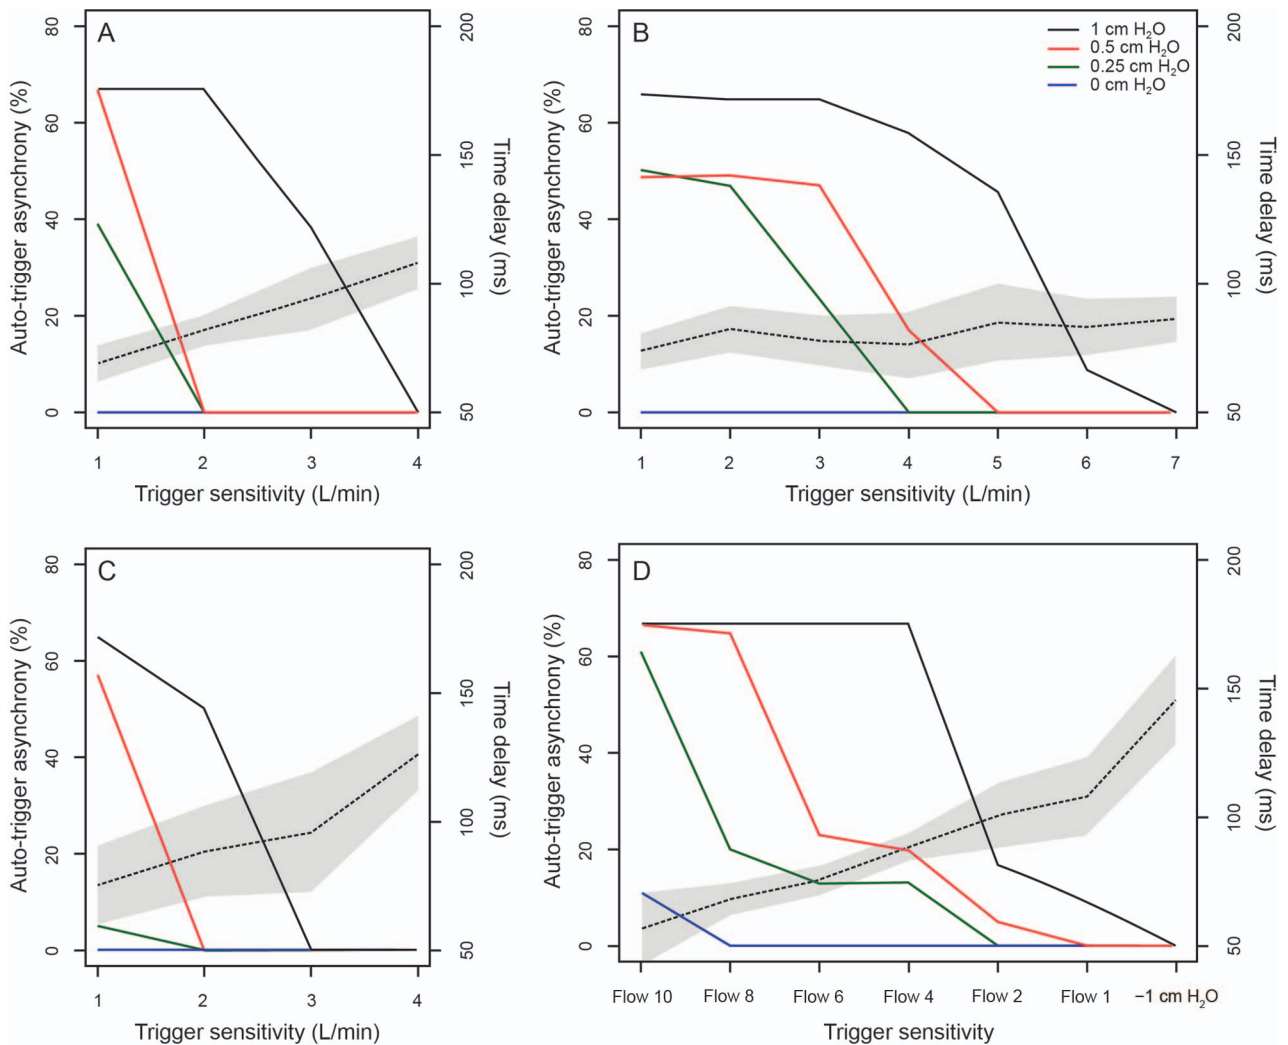 A
Auto-trigger asynchrony (%)
80
60
40
20
0
200
150
100
50
Time delay (ms)
1 2 3 4
Trigger sensitivity (L/min)
B
1 cm H₂O
0.5 cm H₂O
0.25 cm H₂O
0 cm H₂O
Auto-trigger asynchrony (%)
80
60
40
20
0
200
150
100
50
Time delay (ms)
1 2 3 4 5 6 7
Trigger sensitivity (L/min)
C
Auto-trigger asynchrony (%)
80
60
40
20
0
200
150
100
50
Time delay (ms)
1 2 3 4
Trigger sensitivity (L/min)
D
Auto-trigger asynchrony (%)
80
60
40
20
0
200
150
100
50
Time delay (ms)
Flow 10 Flow 8 Flow 6 Flow 4 Flow 2 Flow 1 −1 cm H₂O
Trigger sensitivity